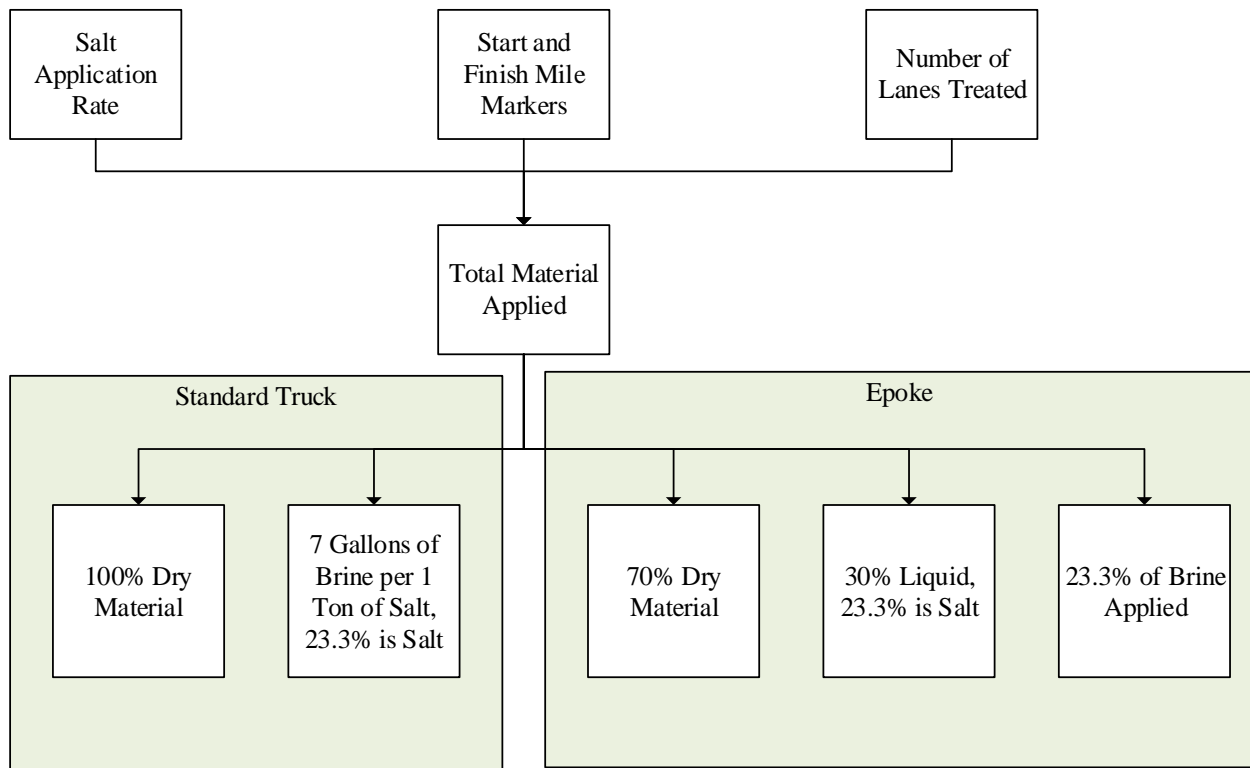 Salt
Application
Rate
Start and
Finish Mile
Markers
Number of
Lanes Treated
Total Material
Applied
Standard Truck
Epoke
100% Dry
Material
7 Gallons of
Brine per 1
Ton of Salt,
23.3% is Salt
70% Dry
Material
30% Liquid,
23.3% is Salt
23.3% of Brine
Applied